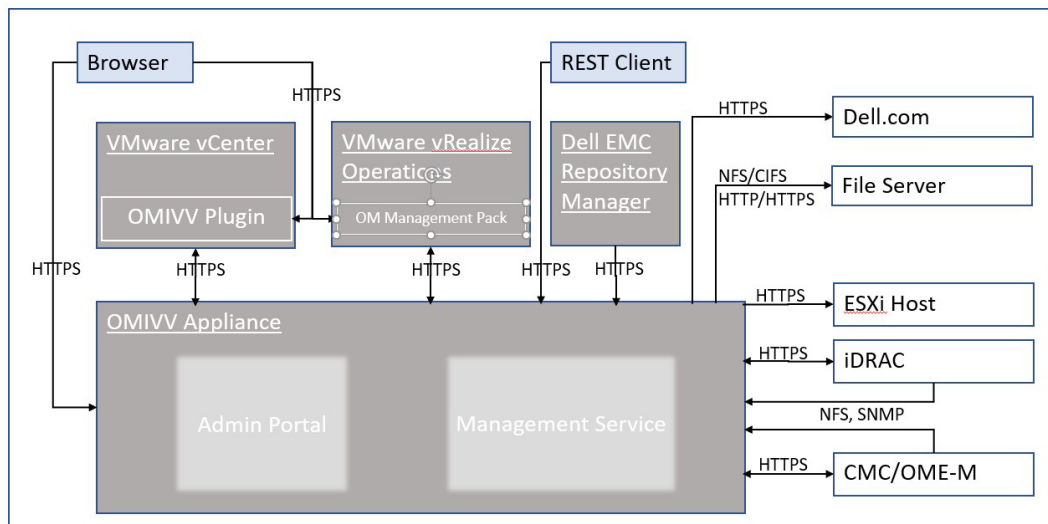 Browser
REST Client
HTTPS
HTTPS
Dell.com
VMware vCenter
VMware vRealize
Operations
Dell EMC
Repository
Manager
NFS/CIFS
HTTP/HTTPS
File Server
OMIVV Plugin
OM Management Pack
HTTPS
HTTPS
HTTPS
HTTPS
HTTPS
ESXi Host
OMIVV Appliance
HTTPS
iDRAC
NFS, SNMP
Admin Portal
Management Service
HTTPS
CMC/OME-M